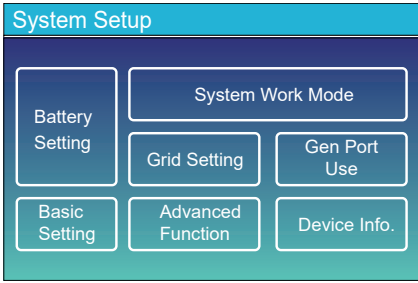 System Setup
Battery
Setting
System Work Mode
Grid Setting
Gen Port
Use
Basic
Setting
Advanced
Function
Device Info.